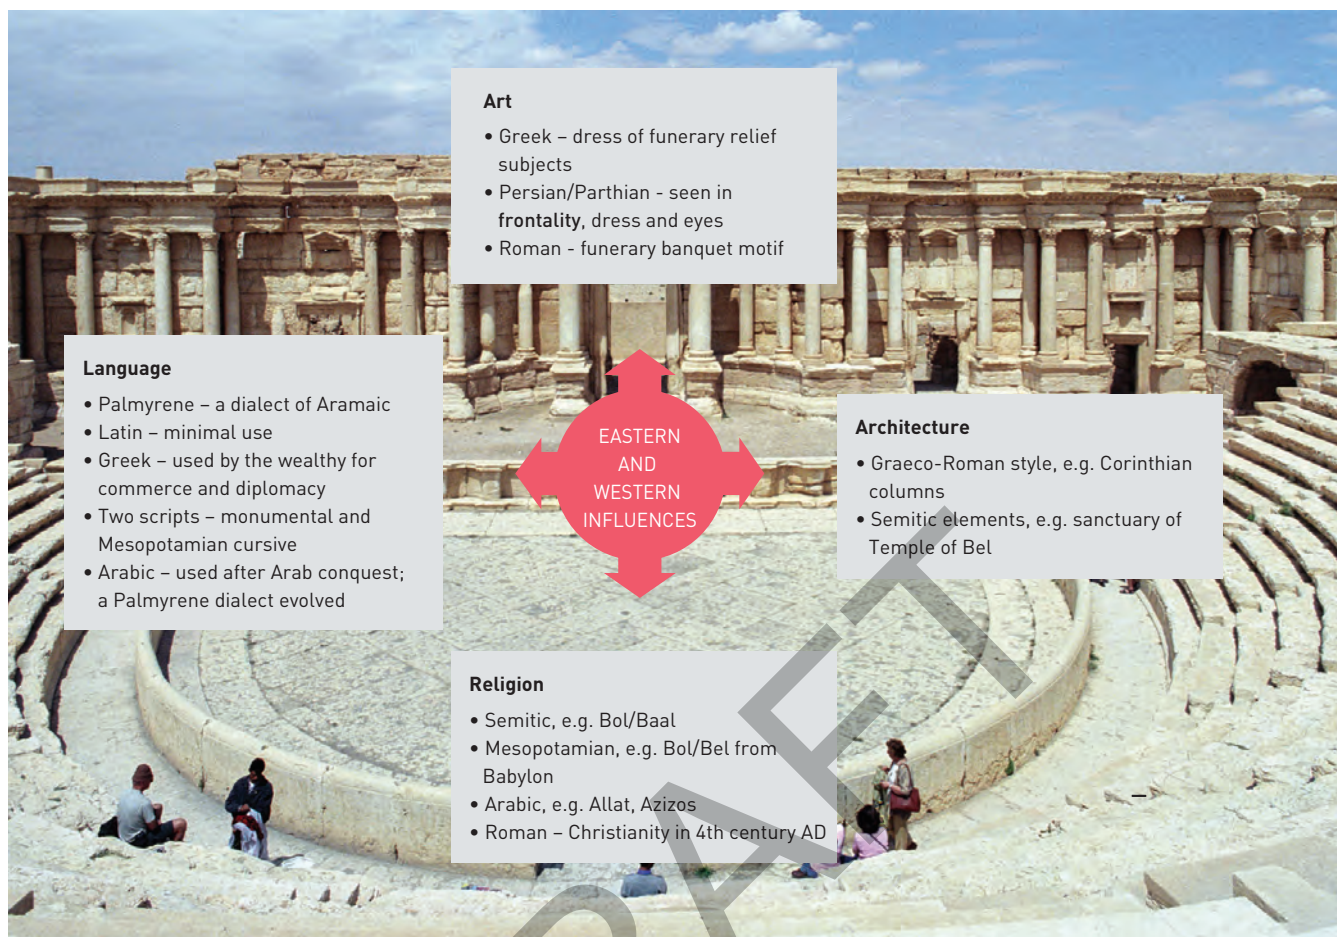 Art
• Greek – dress of funerary relief
subjects
• Persian/Parthian - seen in
frontality, dress and eyes
• Roman - funerary banquet motif
Language
• Palmyrene – a dialect of Aramaic
• Latin – minimal use
• Greek – used by the wealthy for
commerce and diplomacy
• Two scripts – monumental and
Mesopotamian cursive
• Arabic – used after Arab conquest;
a Palmyrene dialect evolved
EASTERN
AND
WESTERN
INFLUENCES
Architecture
• Graeco-Roman style, e.g. Corinthian
columns
• Semitic elements, e.g. sanctuary of
Temple of Bel
Religion
• Semitic, e.g. Bol/Baal
• Mesopotamian, e.g. Bol/Bel from
Babylon
• Arabic, e.g. Allat, Azizos
• Roman – Christianity in 4th century AD